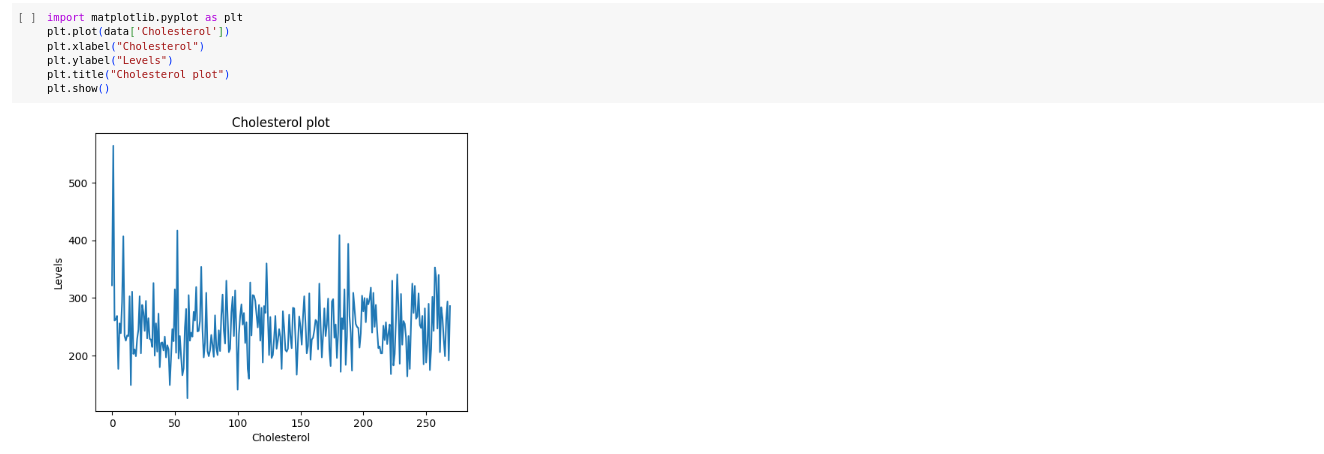 [ ] import matplotlib.pyplot as plt
plt.plot(data['Cholesterol'])
plt.xlabel("Cholesterol")
plt.ylabel("Levels")
plt.title("Cholesterol plot")
plt.show()
Cholesterol plot
500
400
300
200
Levels
0 50 100 150 200 250
Cholesterol